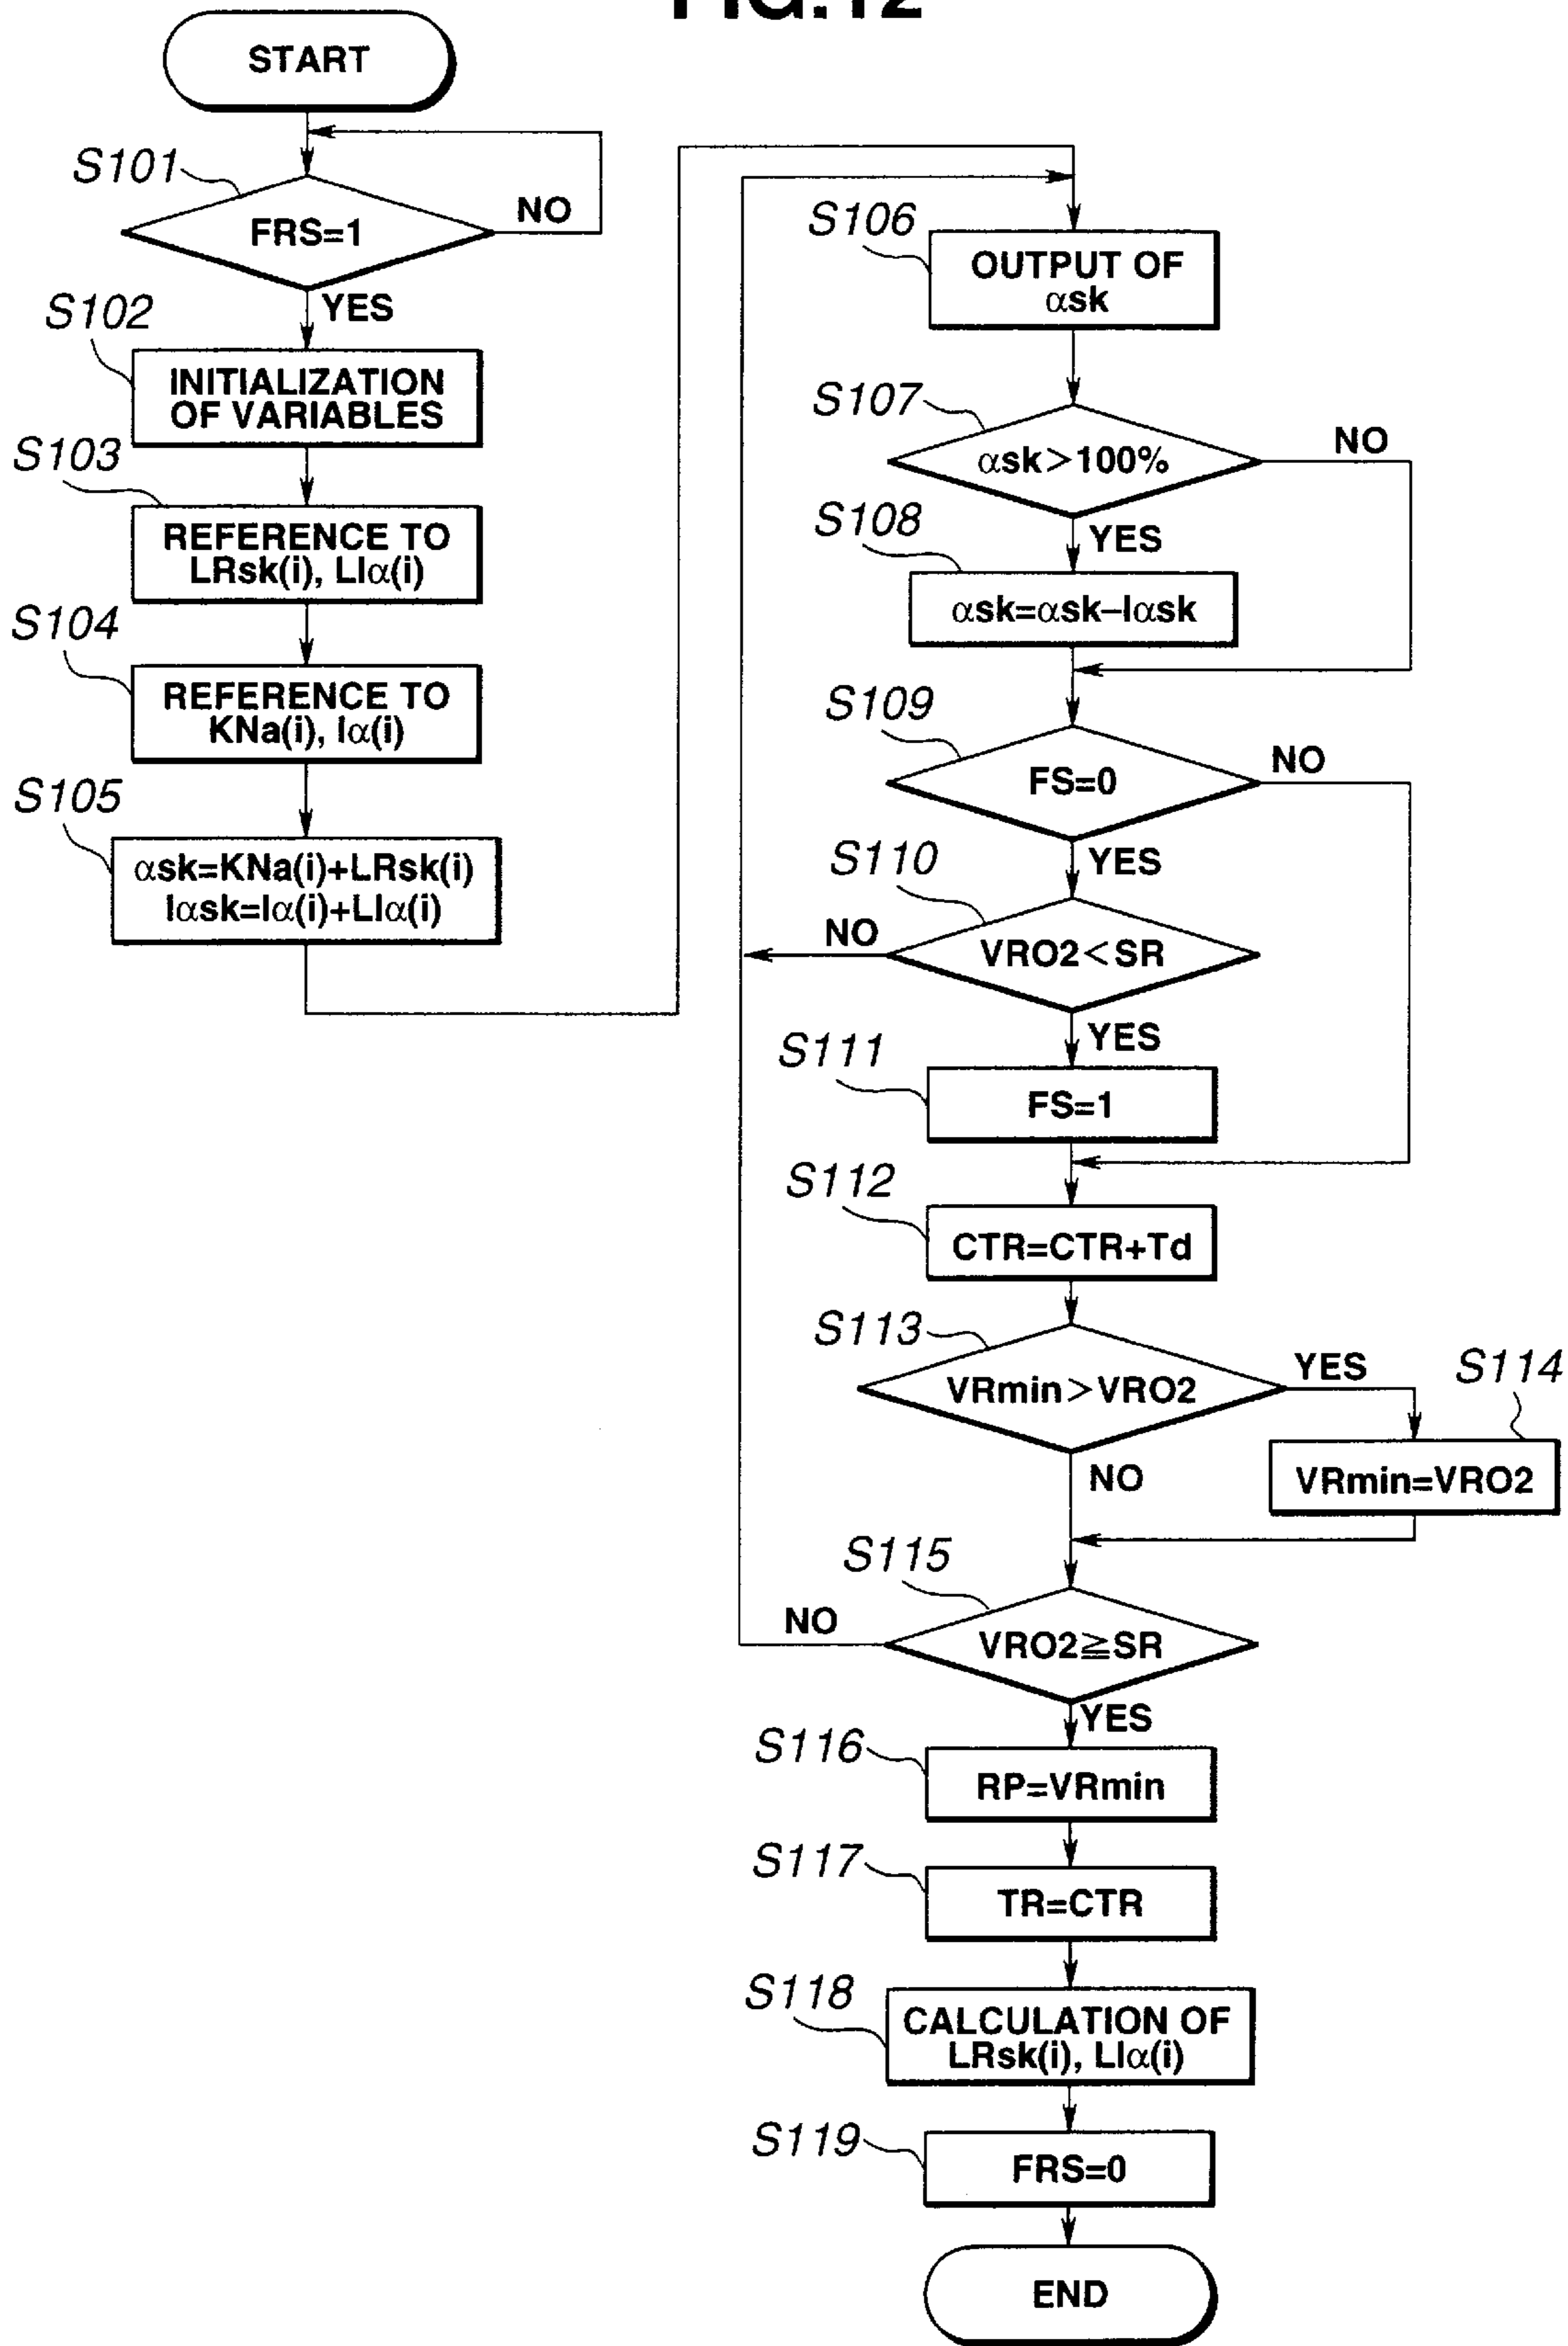 FIG.12
START
S101
FRS=1
NO
YES
S102
INITIALIZATION
OF VARIABLES
S103
REFERENCE TO
LRsk(i), LIα(i)
S104
REFERENCE TO
KNa(i), Iα(i)
S105
αsk=KNa(i)+LRsk(i)
Iαsk=Iα(i)+LIα(i)
S106
OUTPUT OF
αsk
S107
αsk>100%
NO
YES
S108
αsk=αsk–Iαsk
S109
FS=0
NO
YES
S110
VRO2<SR
NO
YES
S111
FS=1
S112
CTR=CTR+Td
S113
VRmin>VRO2
YES
NO
S114
VRmin=VRO2
S115
VRO2≧SR
NO
YES
S116
RP=VRmin
S117
TR=CTR
S118
CALCULATION OF
LRsk(i), LIα(i)
S119
FRS=0
END